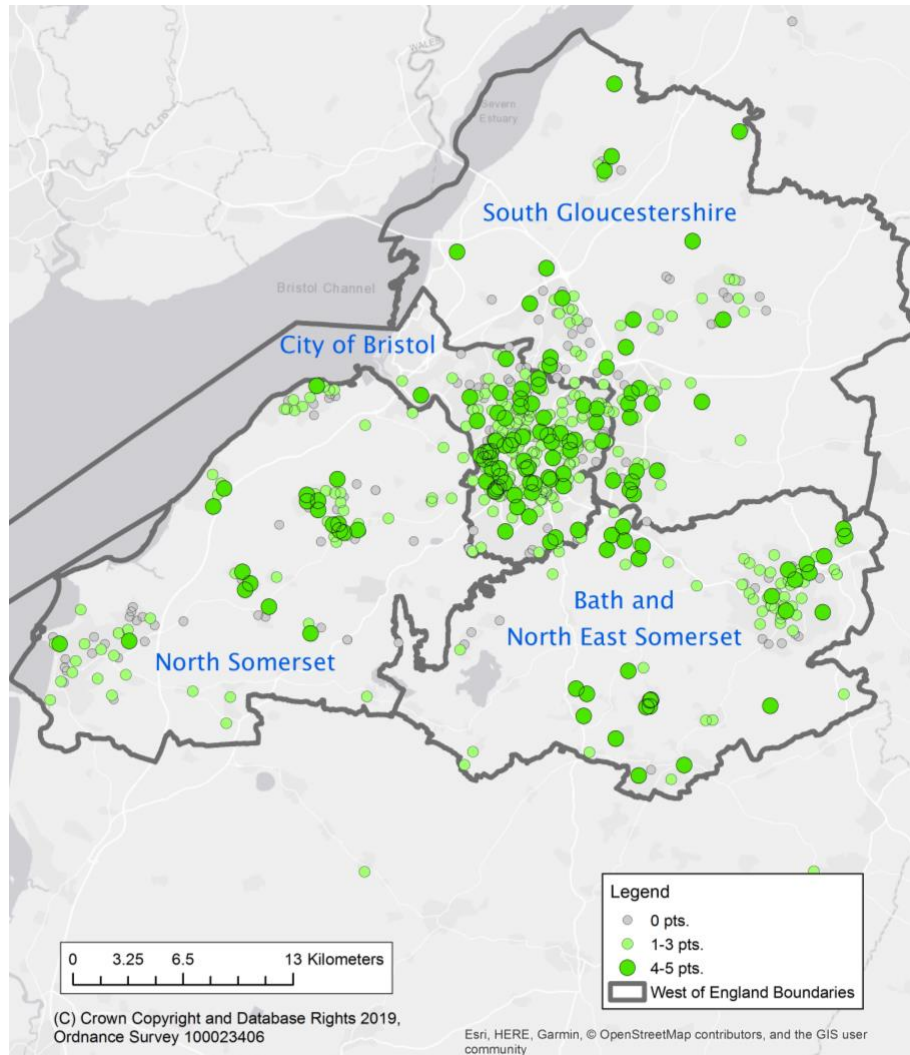 WALES
Severn
Estuary
South Gloucestershire
Bristol Channel
City of Bristol
Bath and
North East Somerset
North Somerset
Legend
0 pts.
1-3 pts.
4-5 pts.
West of England Boundaries
0 3.25 6.5 13 Kilometers
(C) Crown Copyright and Database Rights 2019,
Ordnance Survey 100023406
Esri, HERE, Garmin, © OpenStreetMap contributors, and the GIS user
community